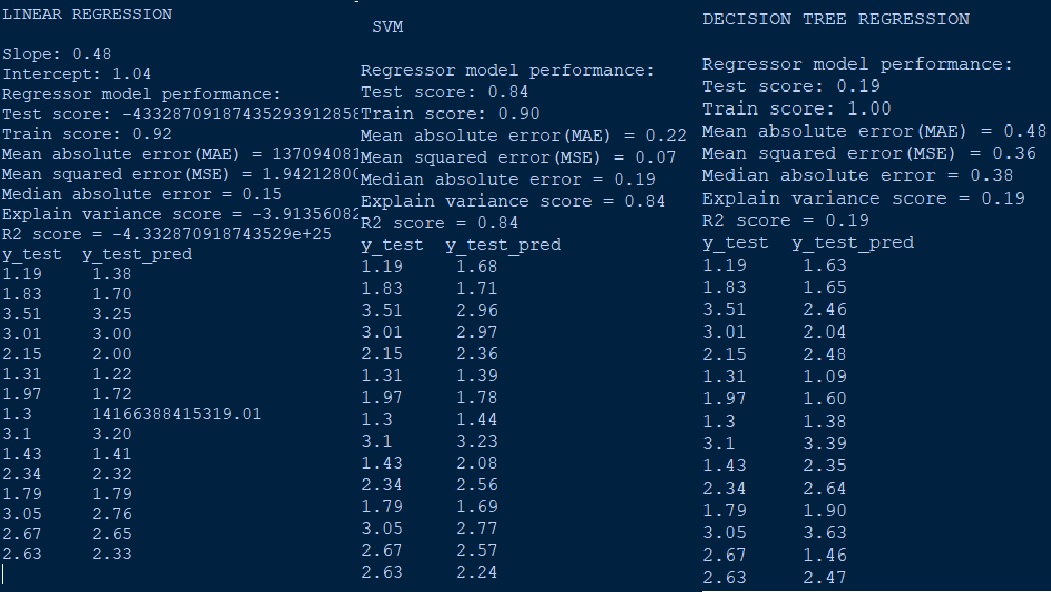 LINEAR REGRESSION
Slope: 0.48
Intercept: 1.04
Regressor model performance:
Test score: -4332870918743529391285
Train score: 0.92
Mean absolute error(MAE) = 137094081
Mean squared error(MSE) = 1.9421280
Median absolute error = 0.15
Explain variance score = -3.9135608
R2 score = -4.332870918743529e+25
y_test y_test_pred
1.19 1.38
1.83 1.70
3.51 3.25
3.01 3.00
2.15 2.00
1.31 1.22
1.97 1.72
1.3 14166388415319.01
3.1 3.20
1.43 1.41
2.34 2.32
1.79 1.79
3.05 2.76
2.67 2.65
2.63 2.33
SVM
Regressor model performance:
Test score: 0.84
Train score: 0.90
Mean absolute error(MAE) = 0.22
Mean squared error(MSE) = 0.07
Median absolute error = 0.19
Explain variance score = 0.84
R2 score = 0.84
y_test y_test_pred
1.19 1.68
1.83 1.71
3.51 2.96
3.01 2.97
2.15 2.36
1.31 1.39
1.97 1.78
1.3 1.44
3.1 3.23
1.43 2.08
2.34 2.56
1.79 1.69
3.05 2.77
2.67 2.57
2.63 2.24
DECISION TREE REGRESSION
Regressor model performance:
Test score: 0.19
Train score: 1.00
Mean absolute error(MAE) = 0.48
Mean squared error(MSE) = 0.36
Median absolute error = 0.38
Explain variance score = 0.19
R2 score = 0.19
y_test y_test_pred
1.19 1.63
1.83 1.65
3.51 2.46
3.01 2.04
2.15 2.48
1.31 1.09
1.97 1.60
1.3 1.38
3.1 3.39
1.43 2.35
2.34 2.64
1.79 1.90
3.05 3.63
2.67 1.46
2.63 2.47